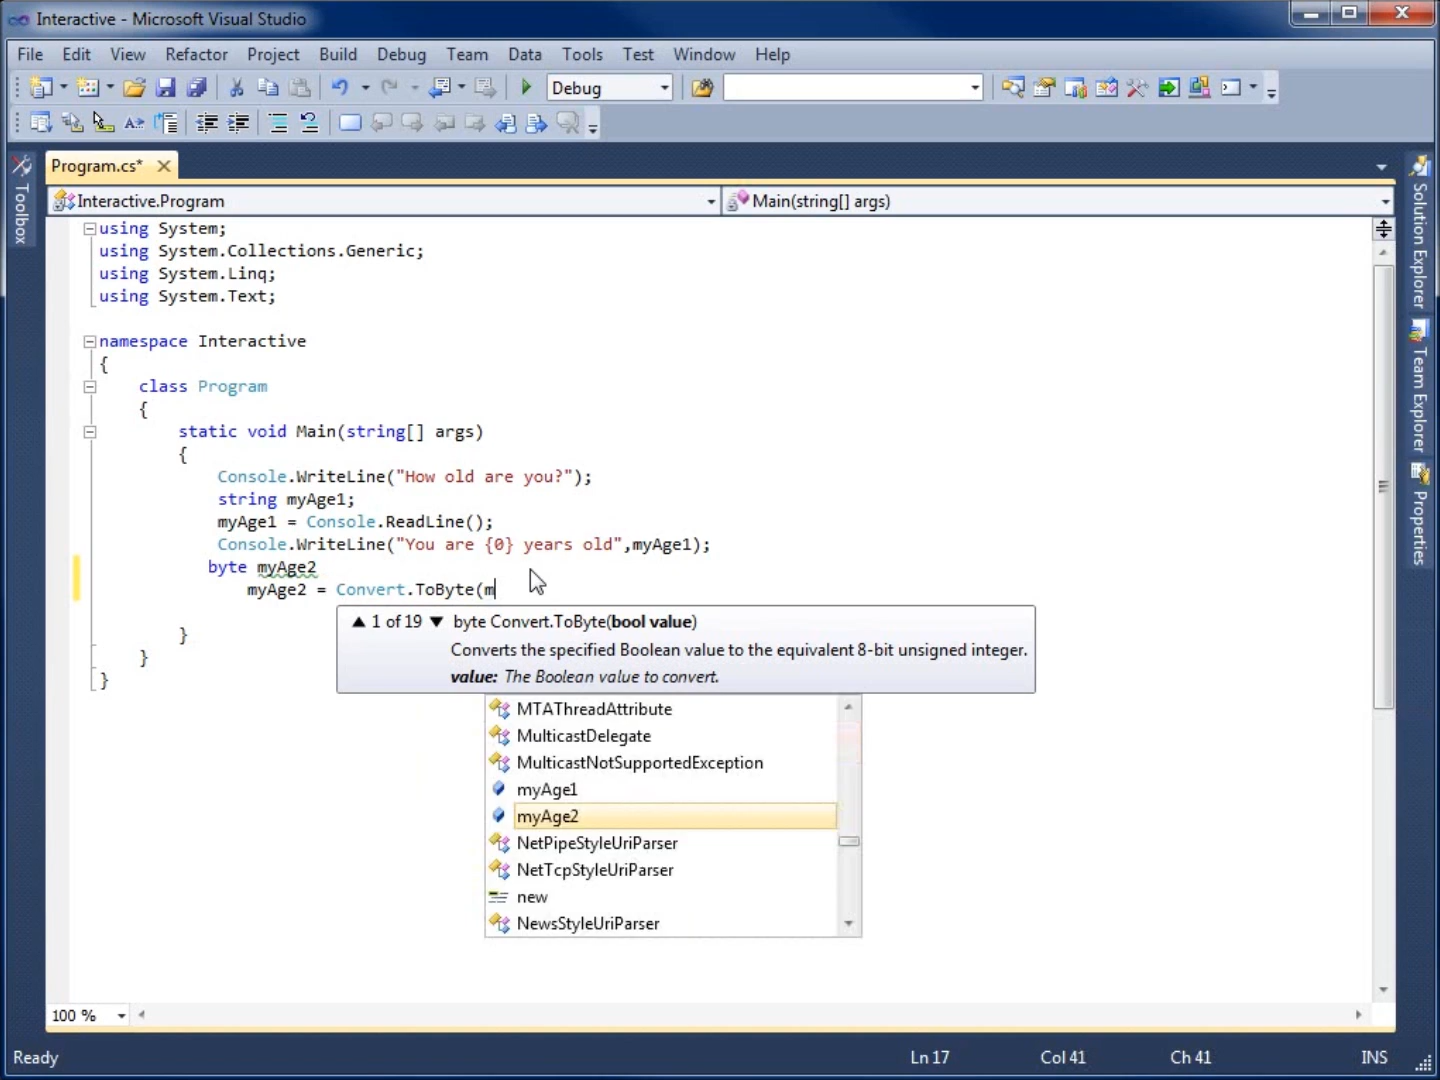 Interactive - Microsoft Visual Studio
File Edit View Refactor Project Build Debug Team Data Tools Test Window Help
Debug
Program.cs*
Interactive.Program
Main(string[] args)
Toolbox
Solution Explorer
Team Explorer
Properties
using System;
using System.Collections.Generic;
using System.Linq;
using System.Text;
namespace Interactive
{
class Program
{
static void Main(string[] args)
{
Console.WriteLine("How old are you?");
string myAge1;
myAge1 = Console.ReadLine();
Console.WriteLine("You are {0} years old",myAge1);
byte myAge2
myAge2 = Convert.ToByte(m
}
}
}
▲ 1 of 19 ▼ byte Convert.ToByte(bool value)
Converts the specified Boolean value to the equivalent 8-bit unsigned integer.
value: The Boolean value to convert.
MTAThreadAttribute
MulticastDelegate
MulticastNotSupportedException
myAge1
myAge2
NetPipeStyleUriParser
NetTcpStyleUriParser
new
NewsStyleUriParser
100 %
Ready Ln 17 Col 41 Ch 41 INS